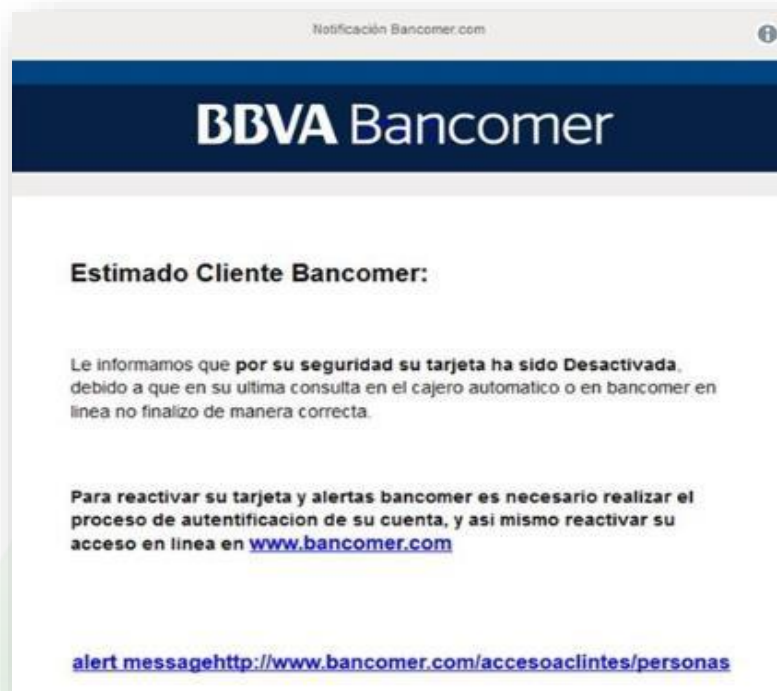 Notificación Bancomer.com
BBVA Bancomer
Estimado Cliente Bancomer:
Le informamos que por su seguridad su tarjeta ha sido Desactivada,
debido a que en su ultima consulta en el cajero automatico o en bancomer en
linea no finalizo de manera correcta.
Para reactivar su tarjeta y alertas bancomer es necesario realizar el
proceso de autentificacion de su cuenta, y asi mismo reactivar su
acceso en linea en www.bancomer.com
alert messagehttp://www.bancomer.com/accesoaclintes/personas